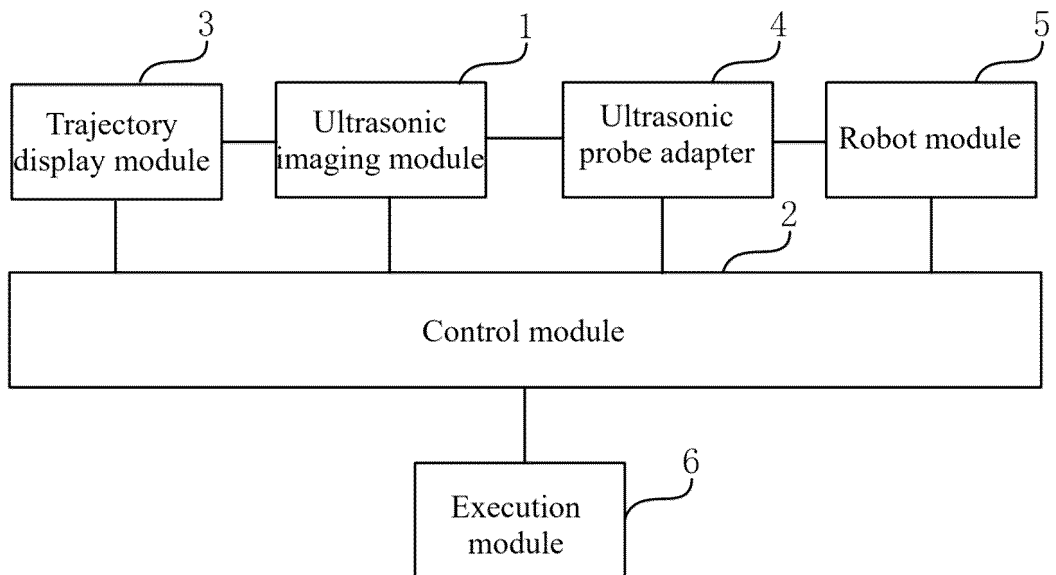 3
1
4
5
Trajectory
display module
Ultrasonic
imaging module
Ultrasonic
probe adapter
Robot module
2
Control module
6
Execution
module